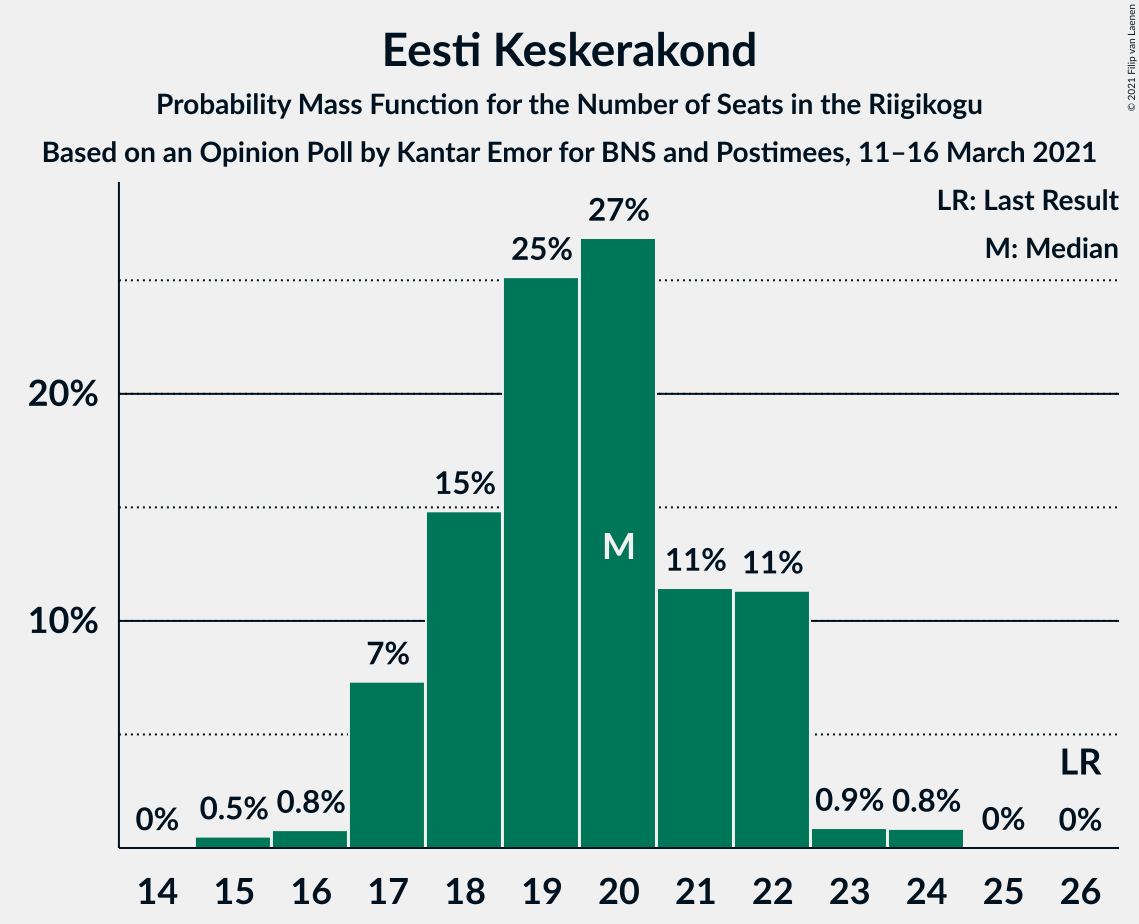 Eesti Keskerakond
Probability Mass Function for the Number of Seats in the Riigikogu
Based on an Opinion Poll by Kantar Emor for BNS and Postimees, 11–16 March 2021
© 2021 Filip van Laenen
LR: Last Result
M: Median
27%
25%
20%
15%
M
11%
11%
10%
7%
LR
0%
0.5%
0.8%
0.9%
0.8%
0%
0%
14 15 16 17 18 19 20 21 22 23 24 25 26